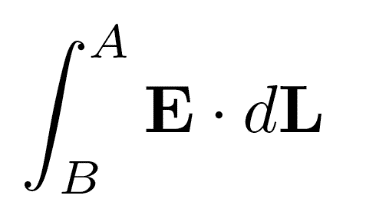 ∫_B^A 𝐄 · d𝐋